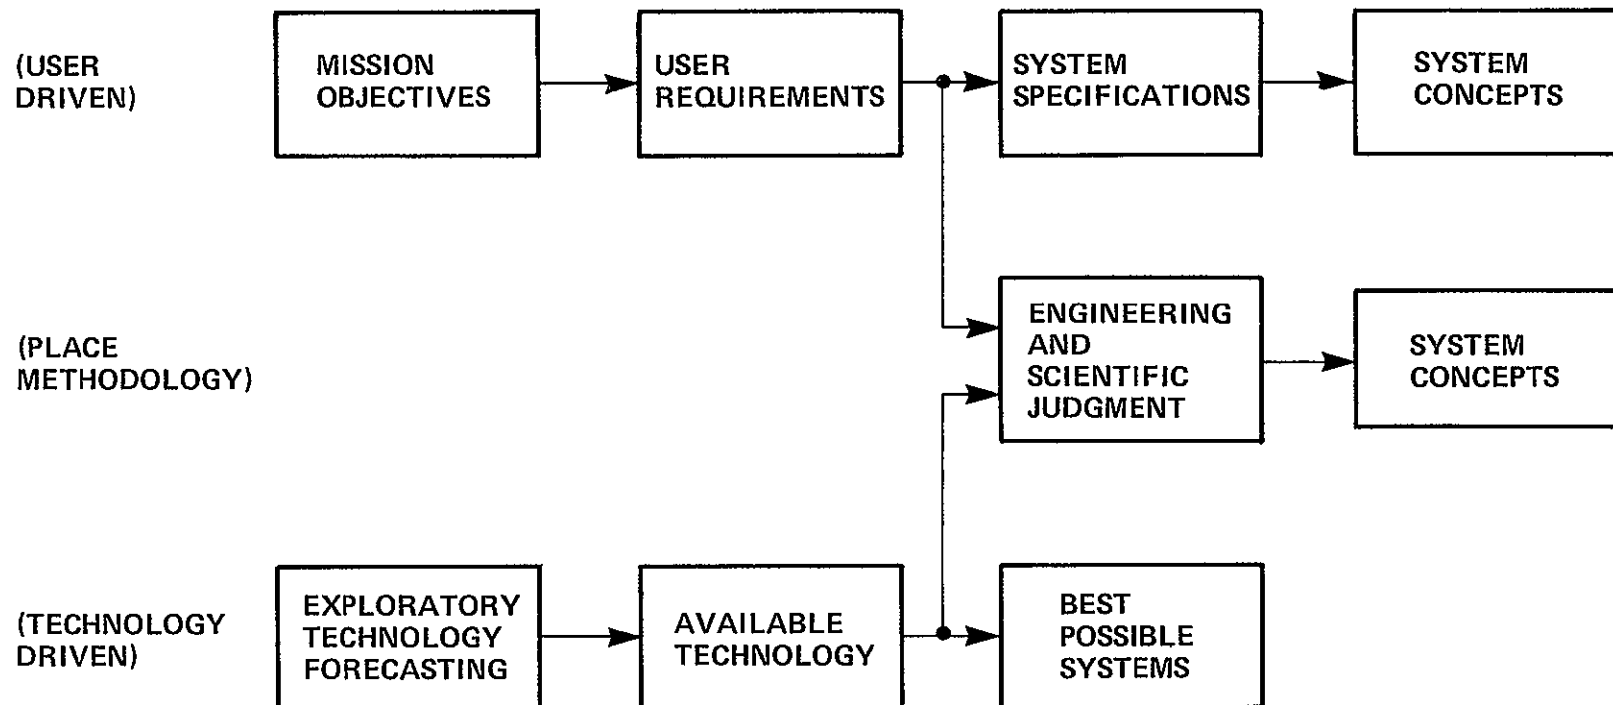 (USER
DRIVEN)
MISSION
OBJECTIVES
USER
REQUIREMENTS
SYSTEM
SPECIFICATIONS
SYSTEM
CONCEPTS
(PLACE
METHODOLOGY)
ENGINEERING
AND
SCIENTIFIC
JUDGMENT
SYSTEM
CONCEPTS
(TECHNOLOGY
DRIVEN)
EXPLORATORY
TECHNOLOGY
FORECASTING
AVAILABLE
TECHNOLOGY
BEST
POSSIBLE
SYSTEMS